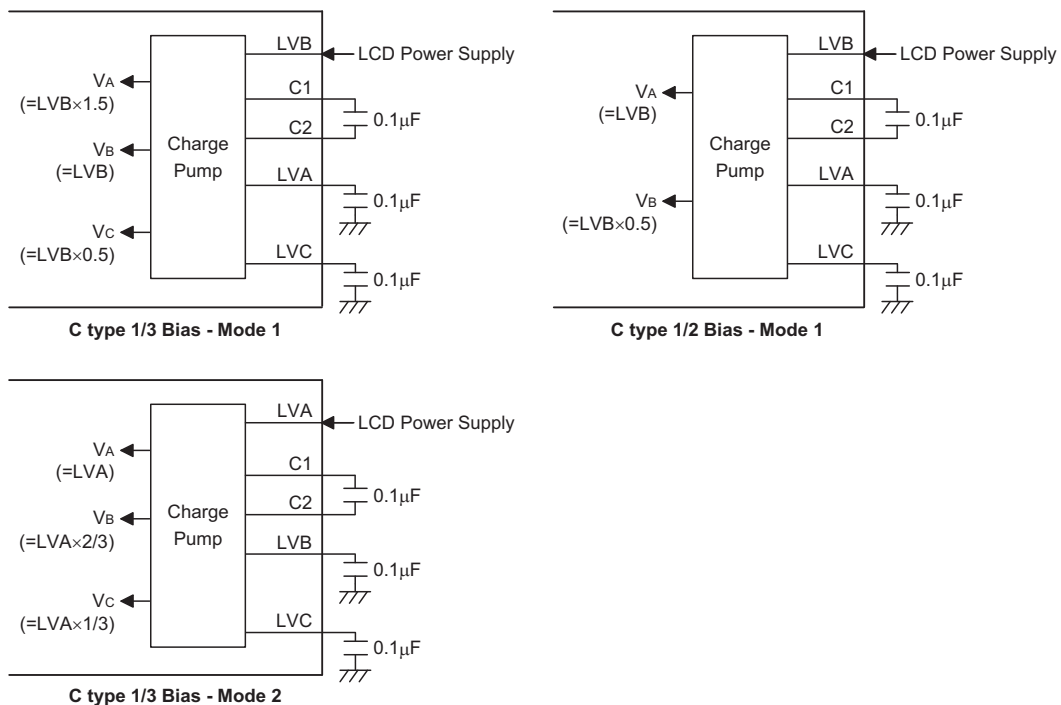 LVB
LCD Power Supply
VA
(=LVB×1.5)
C1
0.1μF
C2
VB
(=LVB)
Charge
Pump
LVA
0.1μF
VC
(=LVB×0.5)
LVC
0.1μF
C type 1/3 Bias - Mode 1
LVB
LCD Power Supply
VA
(=LVB)
C1
0.1μF
C2
Charge
Pump
LVA
0.1μF
VB
(=LVB×0.5)
LVC
0.1μF
C type 1/2 Bias - Mode 1
LVA
LCD Power Supply
VA
(=LVA)
C1
0.1μF
C2
VB
(=LVA×2/3)
Charge
Pump
LVB
0.1μF
VC
(=LVA×1/3)
LVC
0.1μF
C type 1/3 Bias - Mode 2